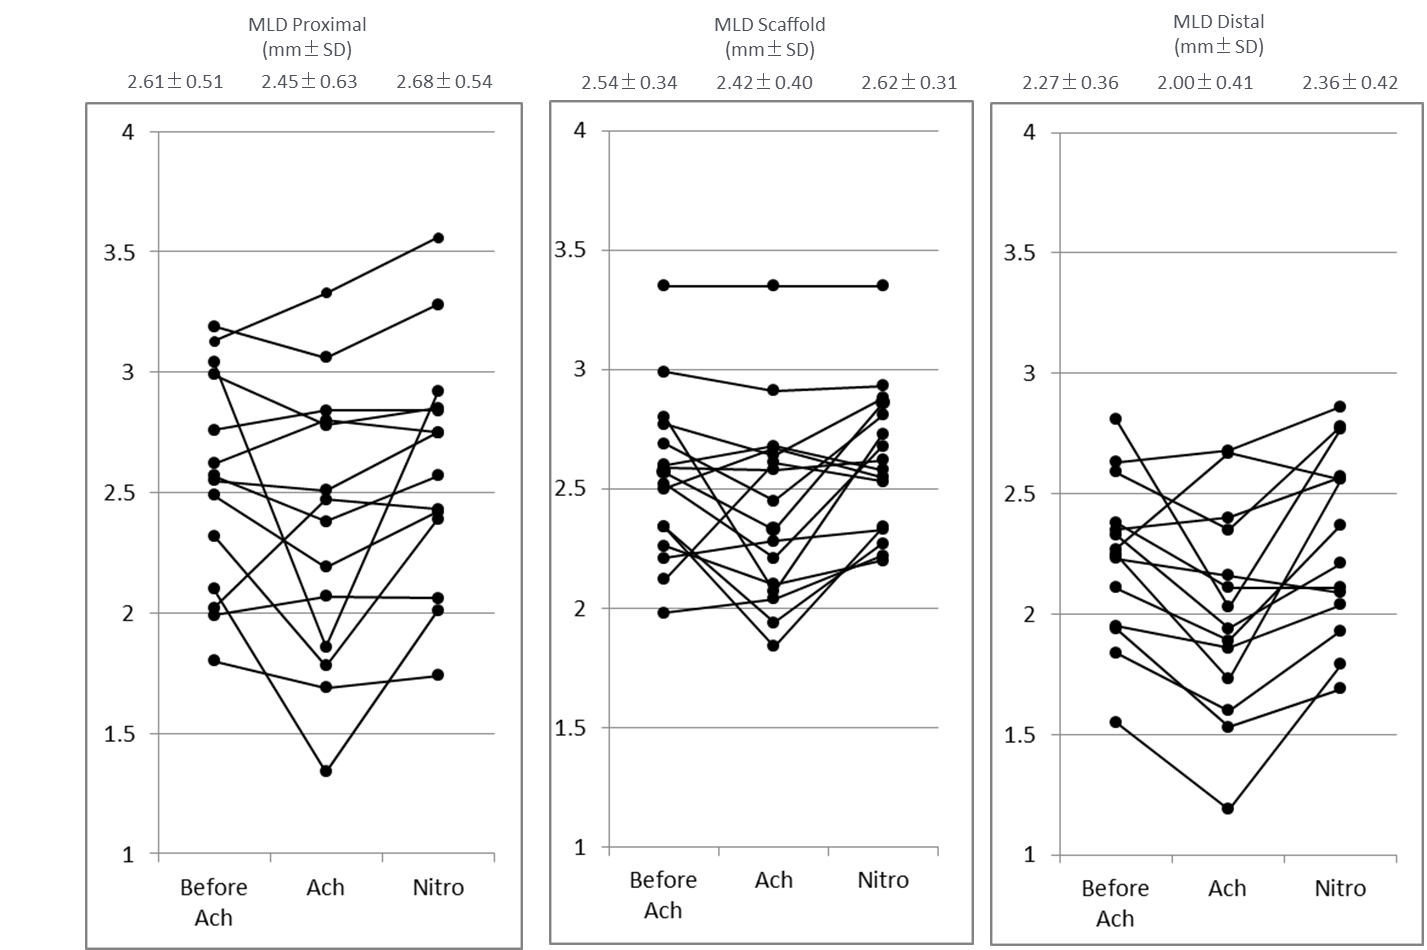 MLD Proximal
(mm±SD)
2.61±0.51 2.45±0.63 2.68±0.54
4
3.5
3
2.5
2
1.5
1
Before Ach Nitro
Ach
MLD Scaffold
(mm±SD)
2.54±0.34 2.42±0.40 2.62±0.31
4
3.5
3
2.5
2
1.5
1
Before Ach Nitro
Ach
MLD Distal
(mm±SD)
2.27±0.36 2.00±0.41 2.36±0.42
4
3.5
3
2.5
2
1.5
1
Before Ach Nitro
Ach